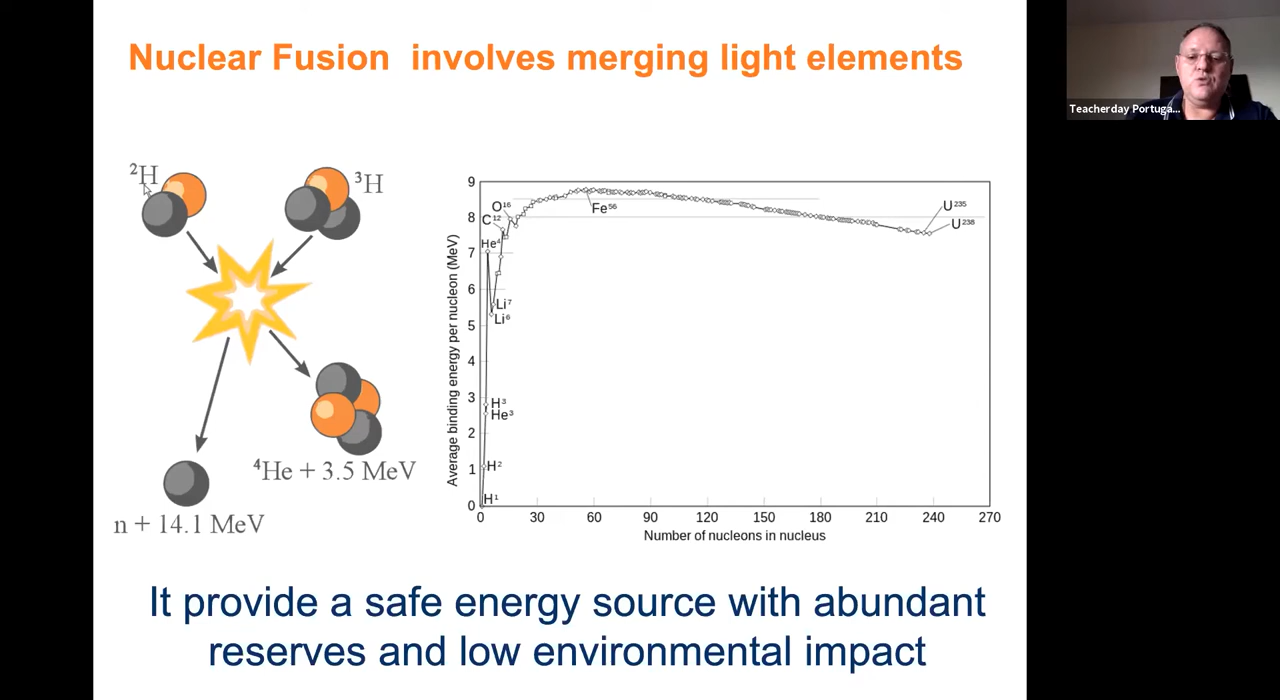 Nuclear Fusion involves merging light elements
Teacherday Portuga...
²H
³H
⁴He + 3.5 MeV
n + 14.1 MeV
Average binding energy per nucleon (MeV)
9
8
7
6
5
4
3
2
1
0
O¹⁶
C¹²
He⁴
Li⁷
Li⁶
H³
He³
H²
H¹
Fe⁵⁶
U²³⁵
U²³⁸
0 30 60 90 120 150 180 210 240 270
Number of nucleons in nucleus
It provide a safe energy source with abundant
reserves and low environmental impact